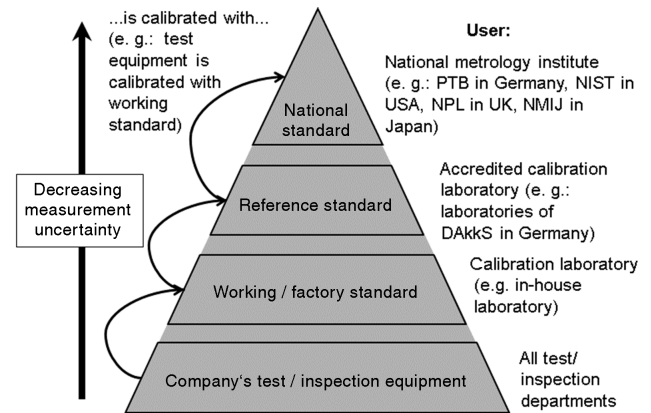 ...is calibrated with...
(e. g.: test
equipment is
calibrated with
working
standard)
User:
National metrology institute
(e. g.: PTB in Germany, NIST in
USA, NPL in UK, NMIJ in
Japan)
National
standard
Decreasing
measurement
uncertainty
Reference standard
Accredited calibration
laboratory (e. g.:
laboratories of
DAkkS in Germany)
Working / factory standard
Calibration laboratory
(e.g. in-house
laboratory)
Company‘s test / inspection equipment
All test/
inspection
departments